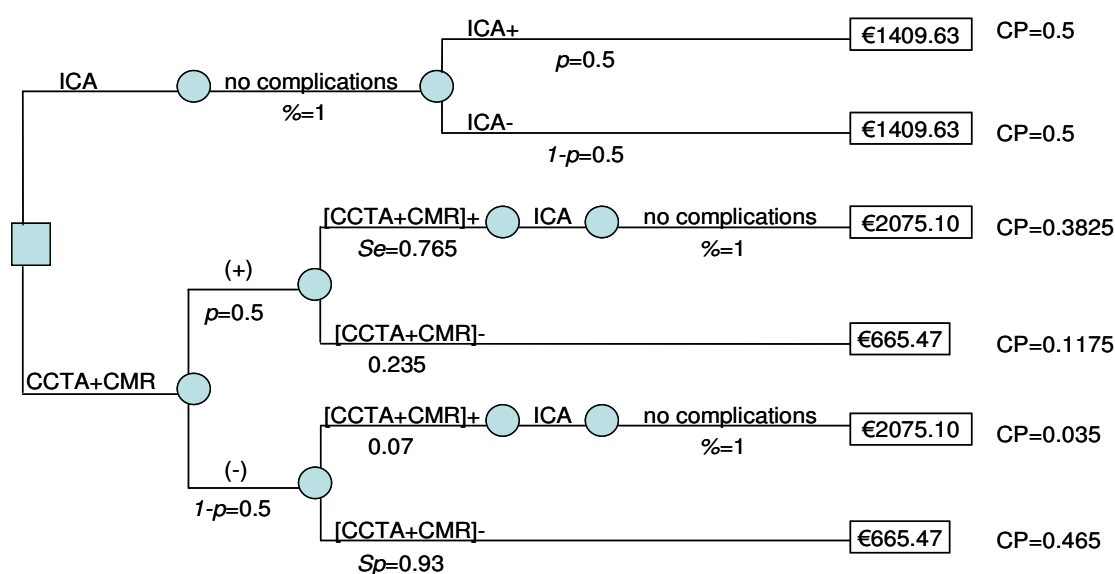 ICA+
€1409.63
CP=0.5
p=0.5
ICA
no complications
%=1
ICA-
€1409.63
CP=0.5
1-p=0.5
[CCTA+CMR]+
ICA
no complications
€2075.10
CP=0.3825
Se=0.765
%=1
(+)
p=0.5
[CCTA+CMR]-
€665.47
CP=0.1175
0.235
CCTA+CMR
[CCTA+CMR]+
ICA
no complications
€2075.10
CP=0.035
0.07
%=1
(-)
1-p=0.5
[CCTA+CMR]-
€665.47
CP=0.465
Sp=0.93